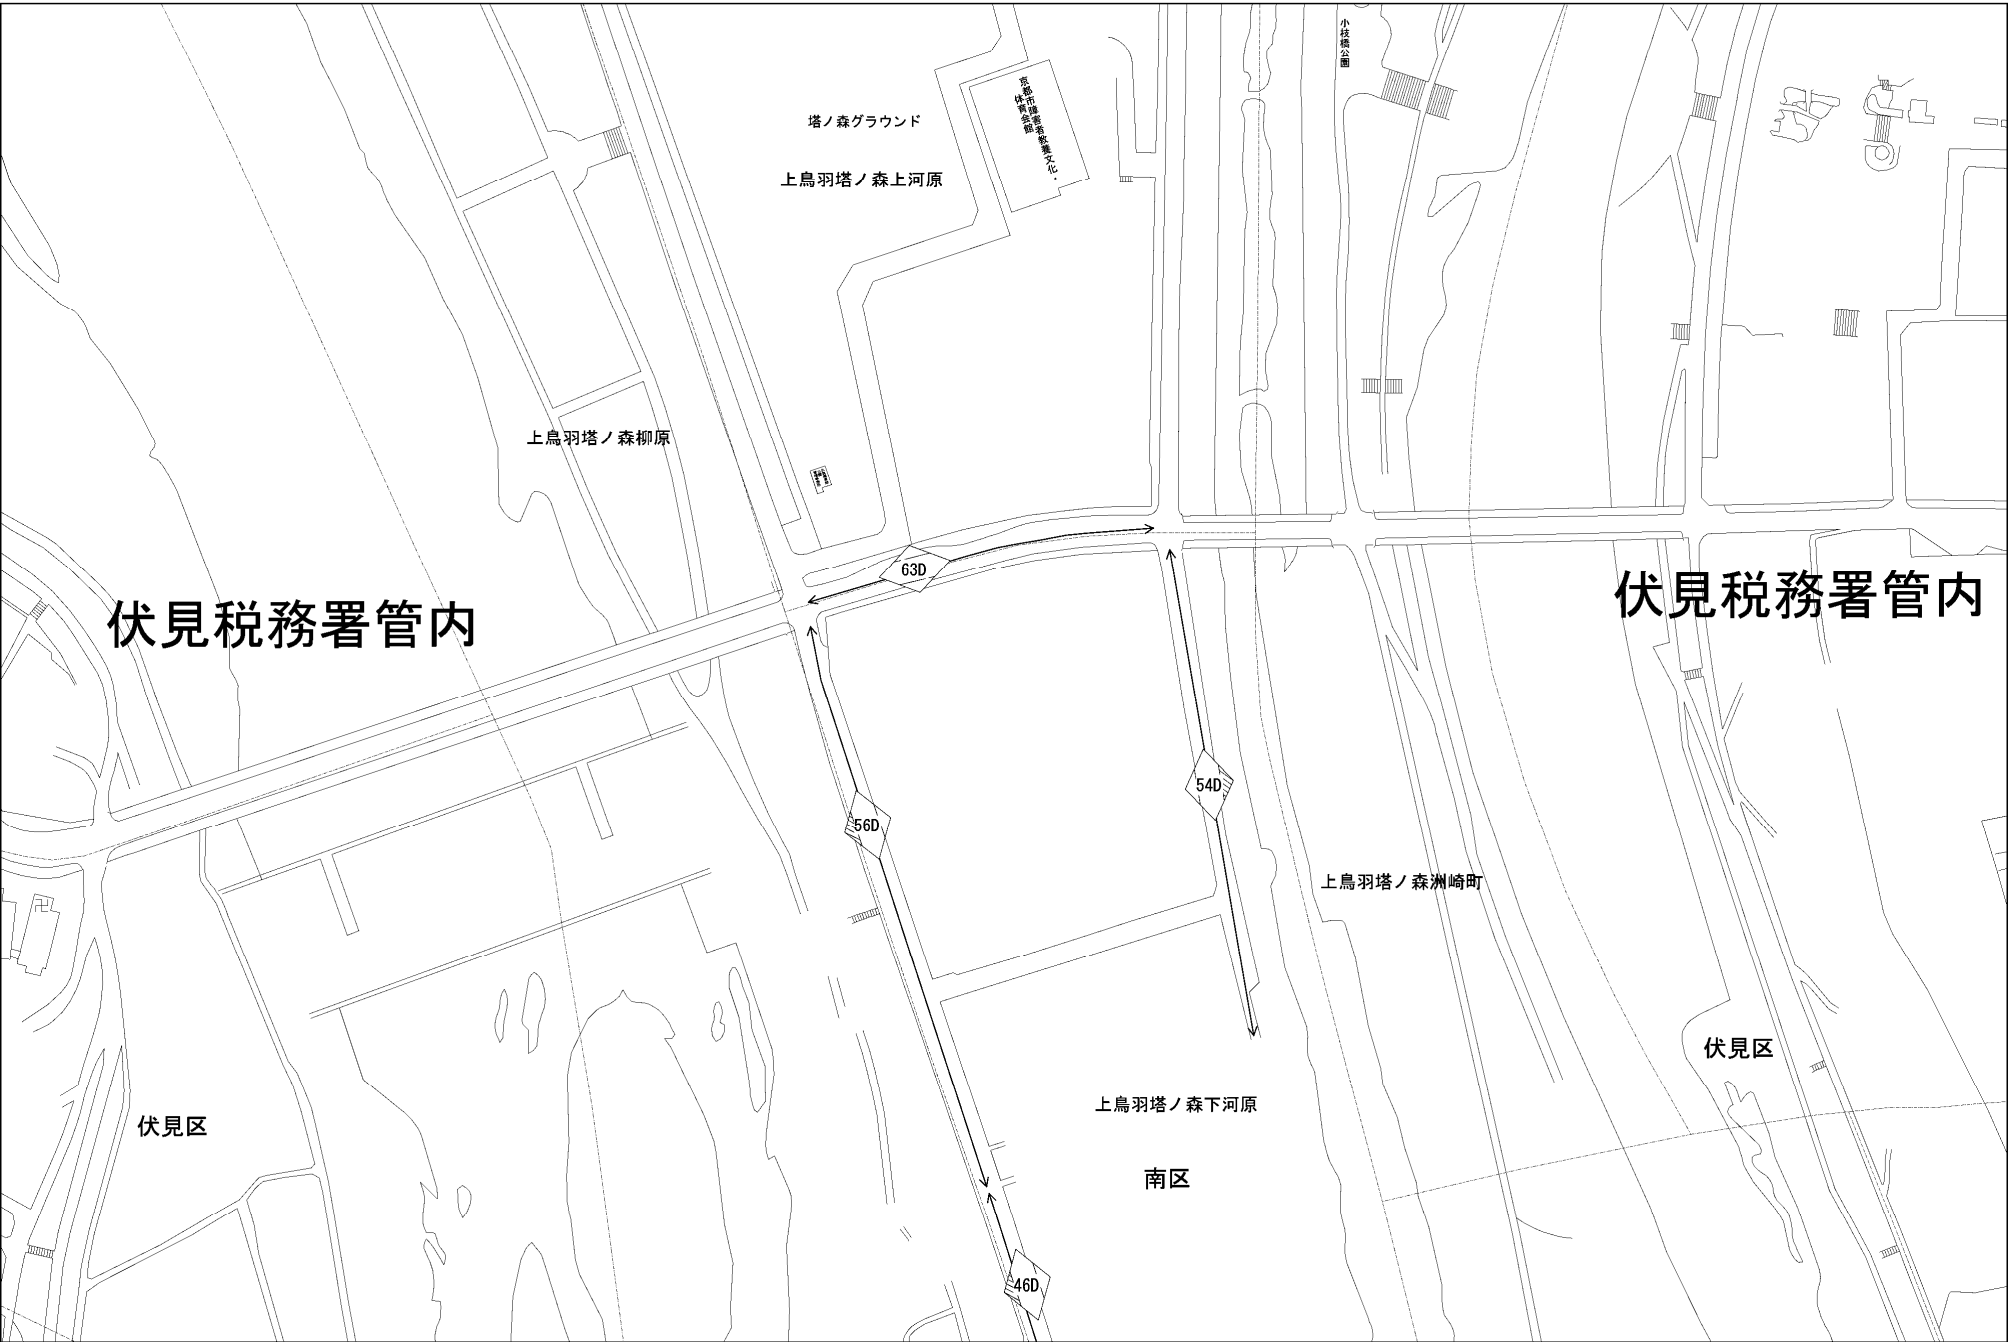 小枝橋公園
京都市障害者教養文化・
体育会館
塔ノ森グラウンド
上鳥羽塔ノ森上河原
上鳥羽塔ノ森柳原
63D
伏見税務署管内
伏見税務署管内
54D
56D
上鳥羽塔ノ森洲崎町
伏見区
上鳥羽塔ノ森下河原
伏見区
南区
46D